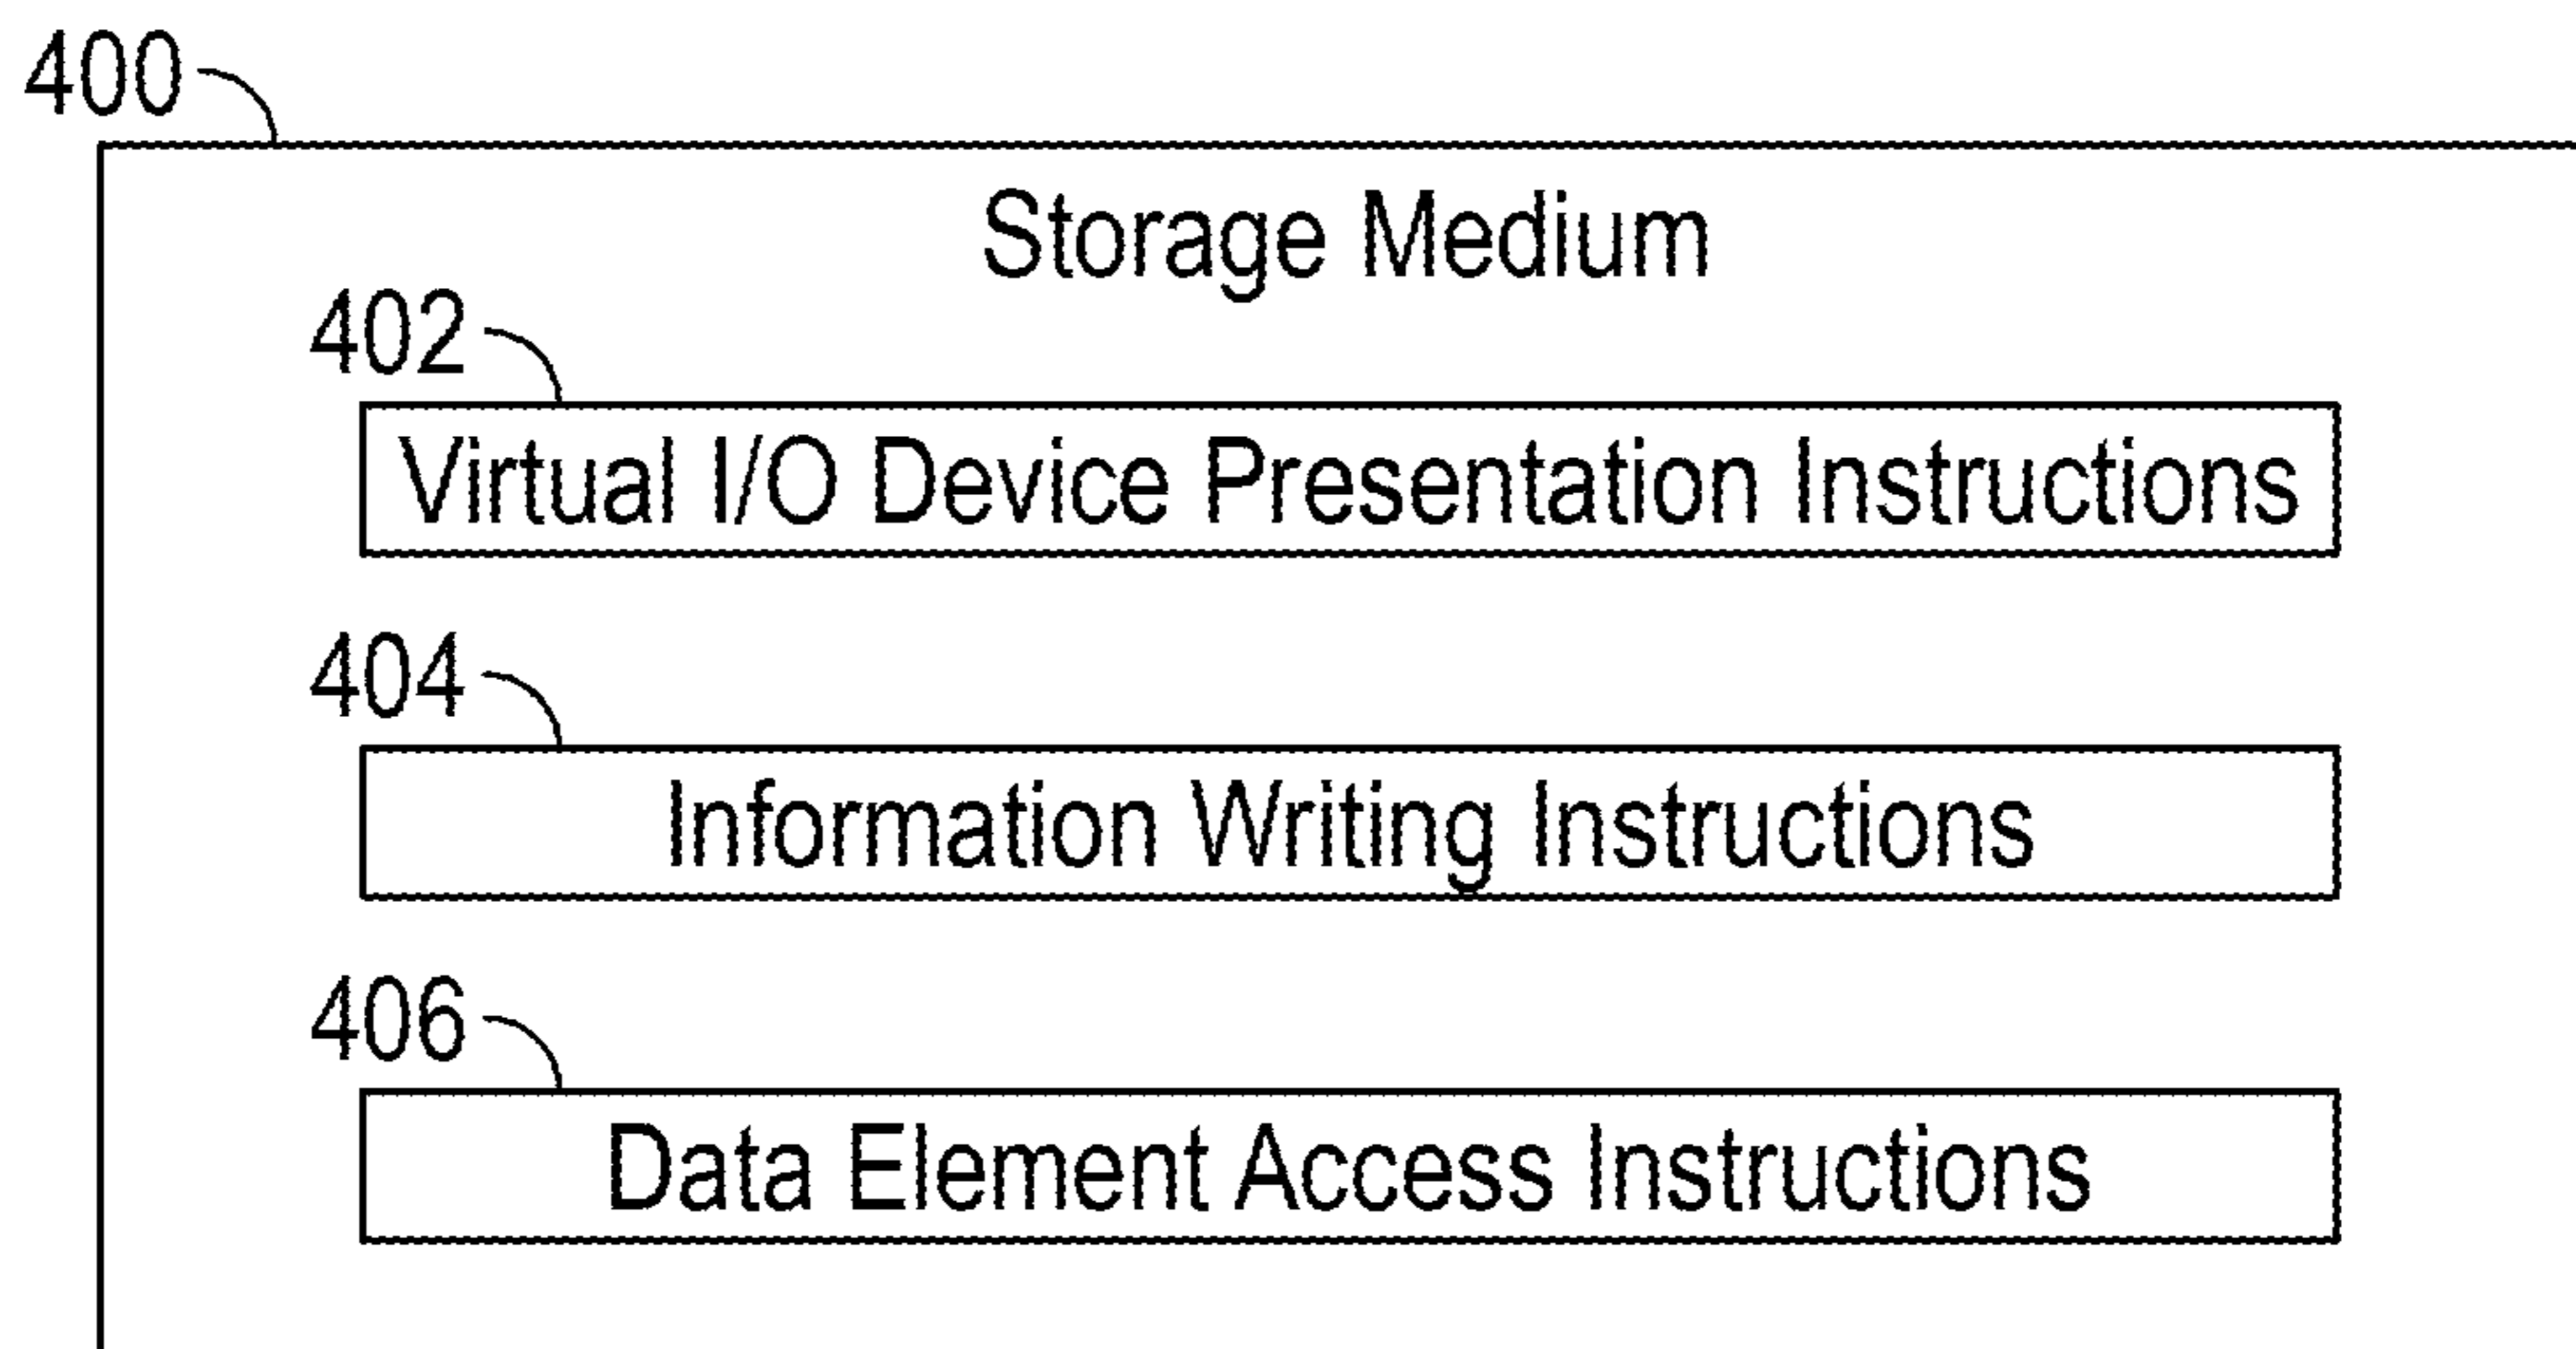 400
Storage Medium
402
Virtual I/O Device Presentation Instructions
404
Information Writing Instructions
406
Data Element Access Instructions